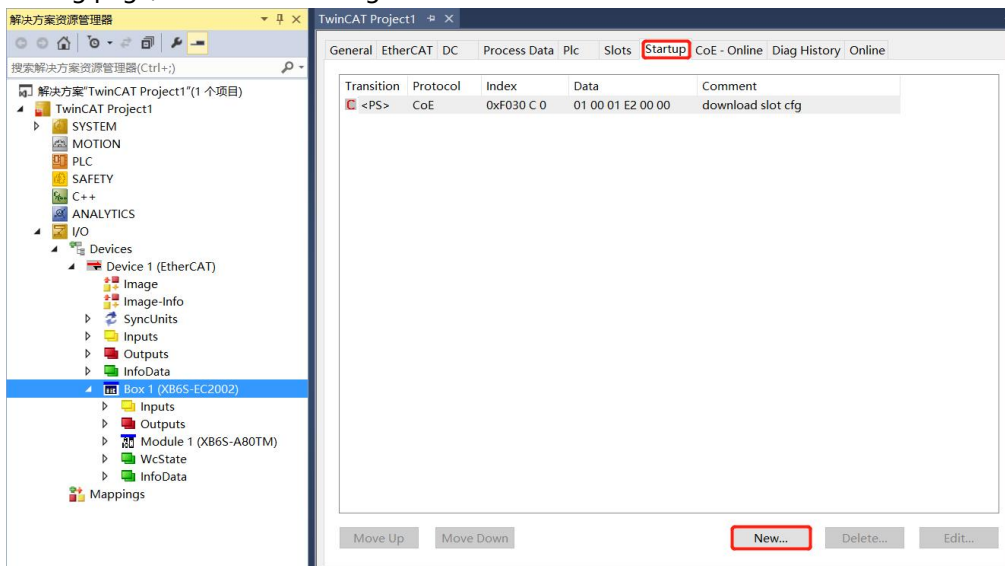 解决方案资源管理器
搜索解决方案资源管理器(Ctrl+;)
解决方案"TwinCAT Project1"(1 个项目)
TwinCAT Project1
SYSTEM
MOTION
PLC
SAFETY
C++
ANALYTICS
I/O
Devices
Device 1 (EtherCAT)
Image
Image-Info
SyncUnits
Inputs
Outputs
InfoData
Box 1 (XB6S-EC2002)
Inputs
Outputs
Module 1 (XB6S-A80TM)
WcState
InfoData
Mappings
TwinCAT Project1
General EtherCAT DC Process Data Plc Slots Startup CoE - Online Diag History Online
Transition Protocol Index Data Comment
C <PS> CoE 0xF030 C 0 01 00 01 E2 00 00 download slot cfg
Move Up Move Down New... Delete... Edit...